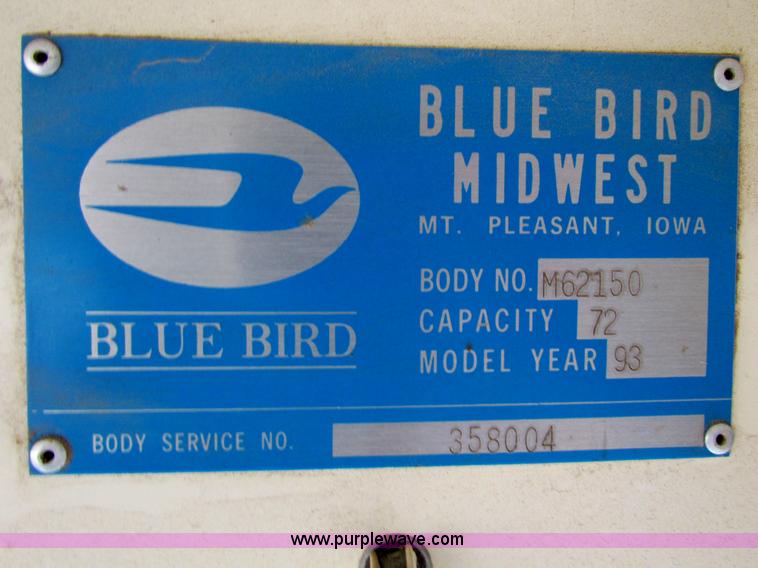 BLUE BIRD
MIDWEST
MT. PLEASANT, IOWA
BODY NO. M62150
CAPACITY 72
MODEL YEAR 93
BLUE BIRD
BODY SERVICE NO. 358004
www.purplewave.com